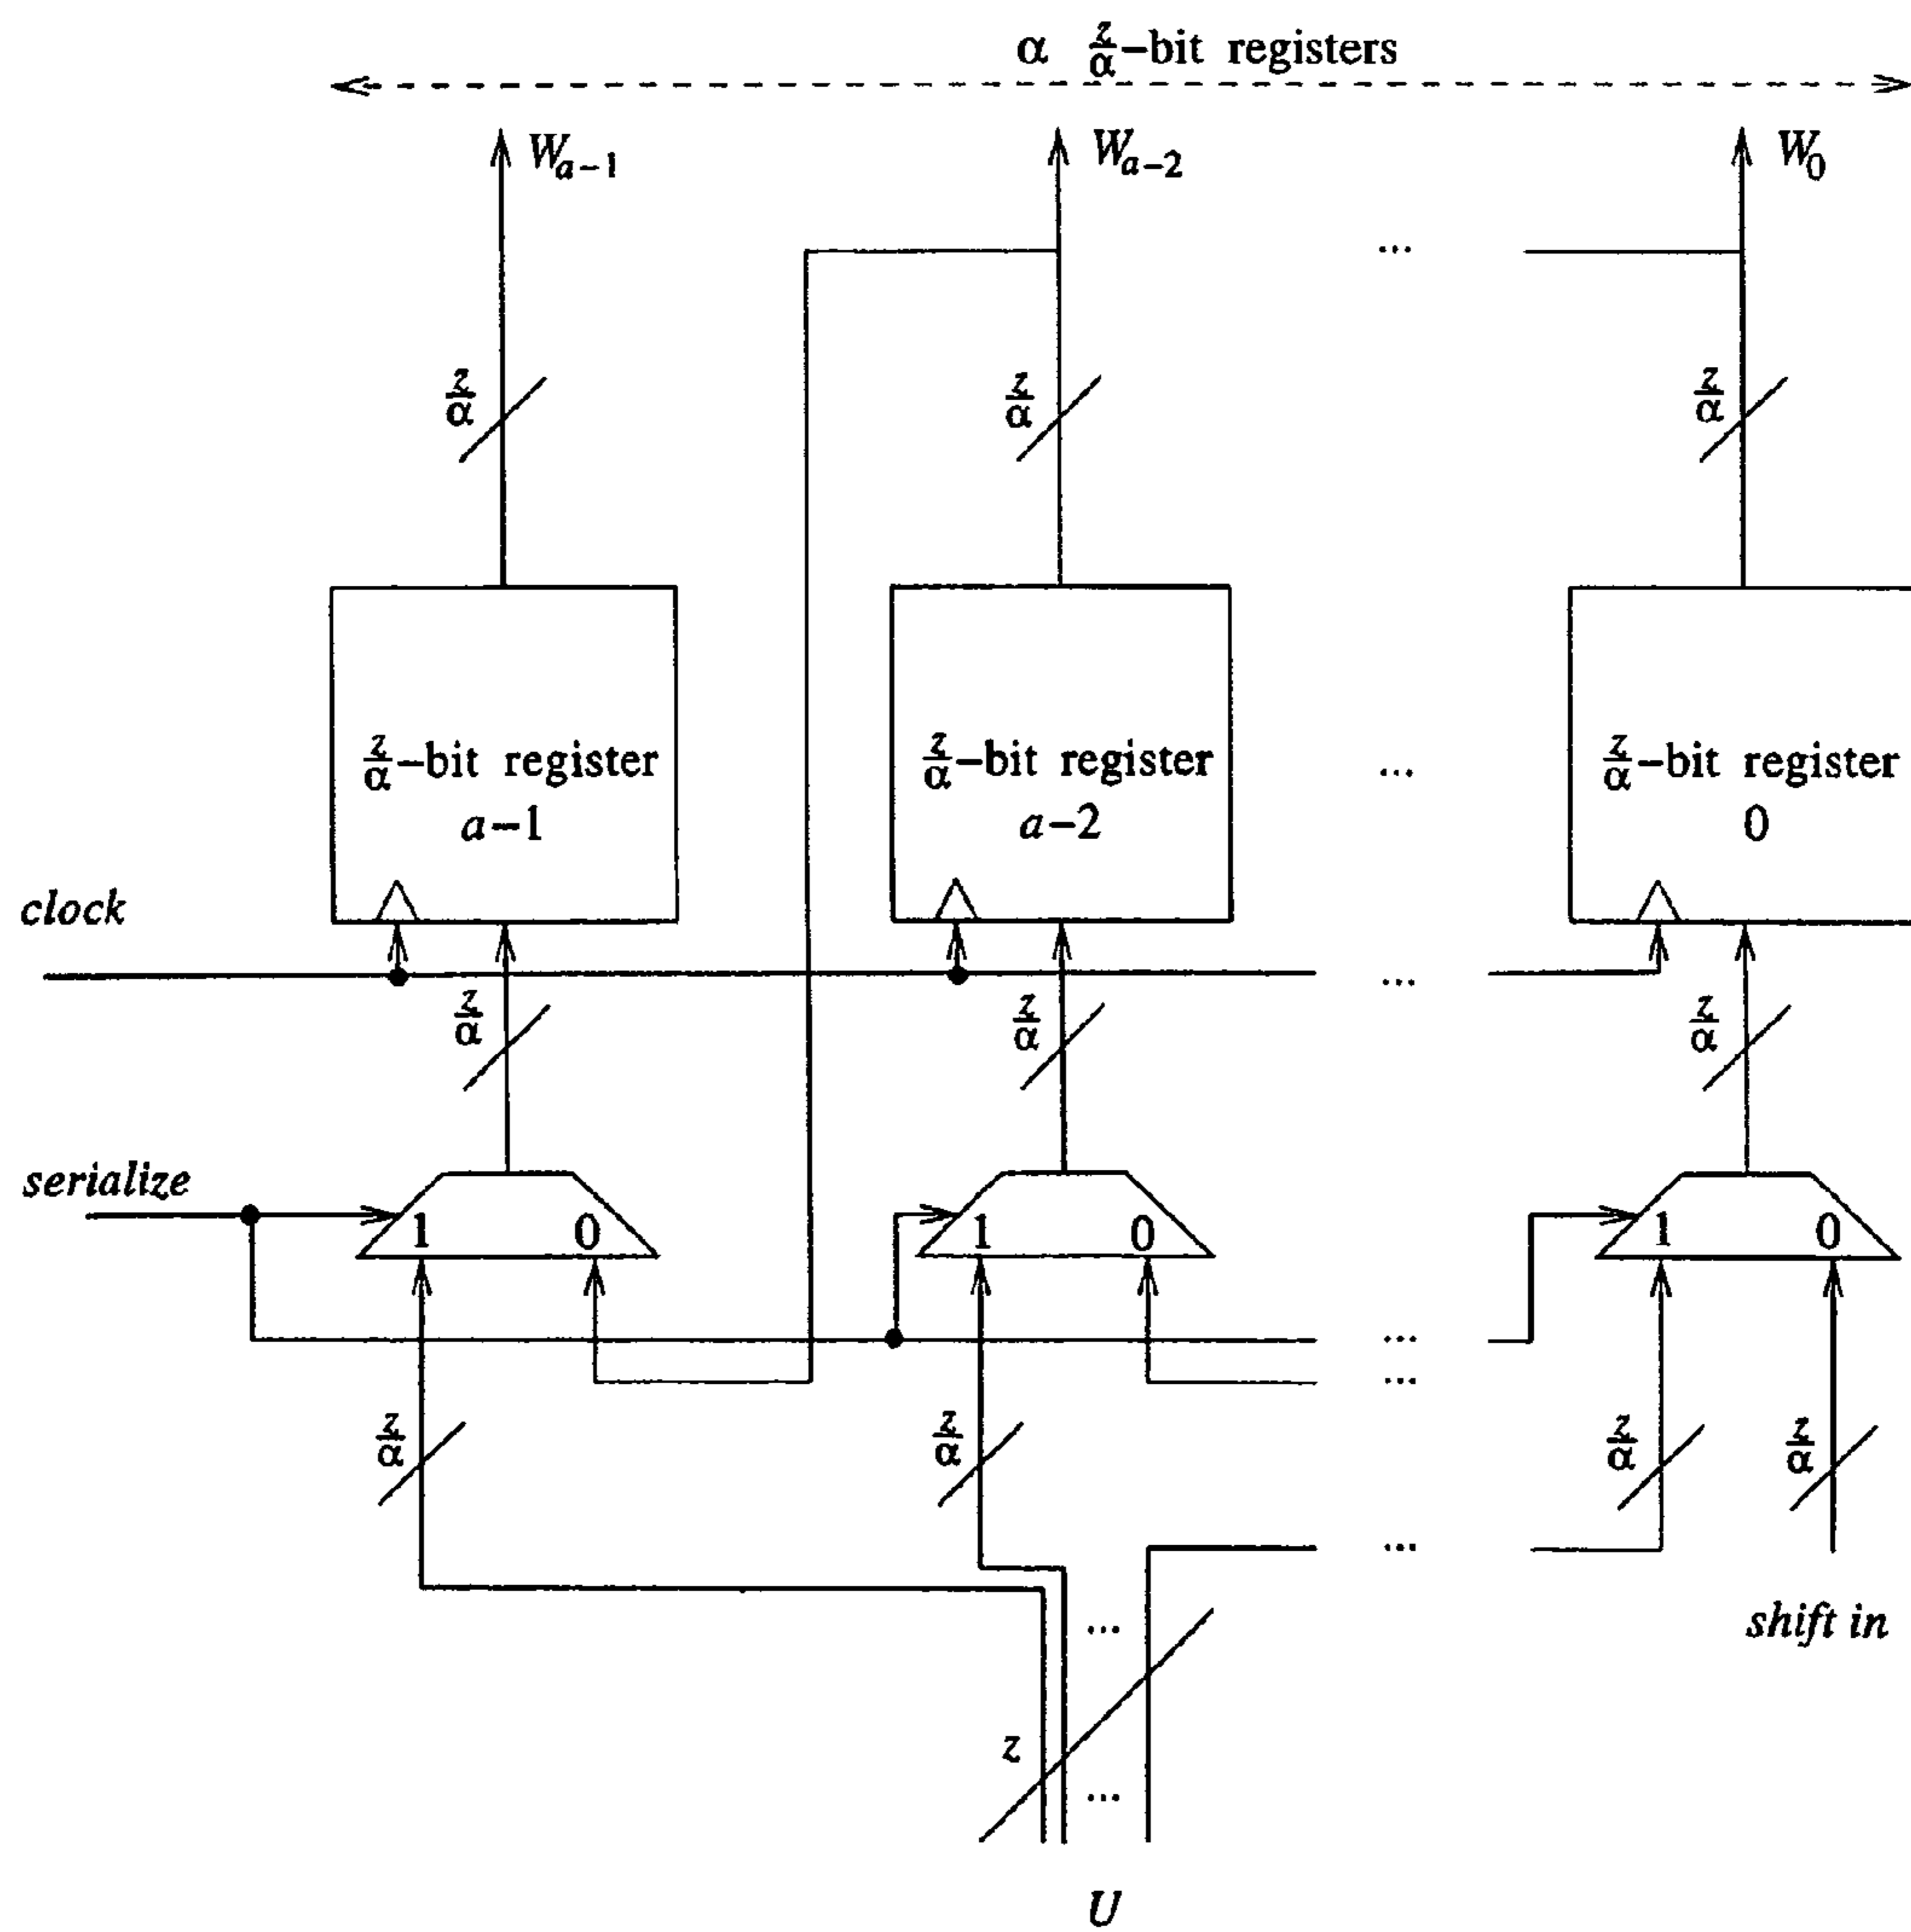 α z/α–bit registers
W_{a−1} W_{a−2} W_0
...
z/α z/α z/α
z/α–bit register a−1
z/α–bit register a−2
...
z/α–bit register 0
clock
...
z/α z/α z/α
serialize
1 0 1 0 1 0
...
...
z/α z/α z/α z/α
...
shift in
...
z
...
U